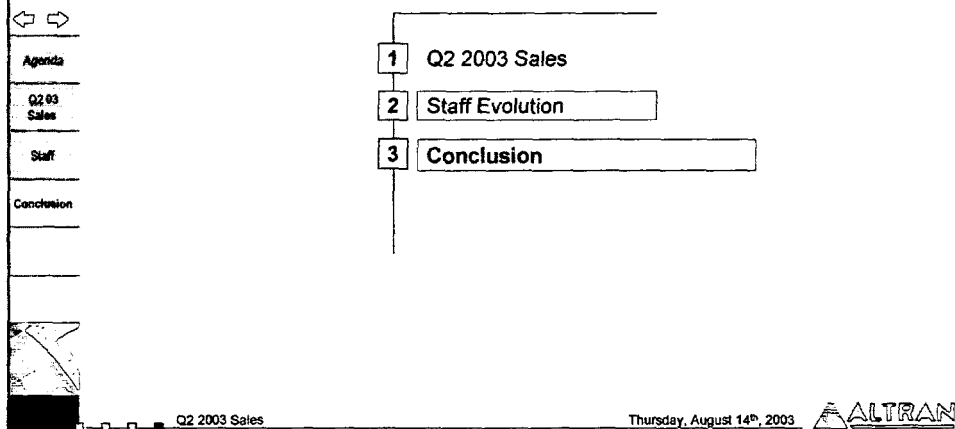 Agenda
Q2 03
Sales
Staff
Conclusion
1 Q2 2003 Sales
2 Staff Evolution
3 Conclusion
Q2 2003 Sales
Thursday, August 14th, 2003
ALTRAN